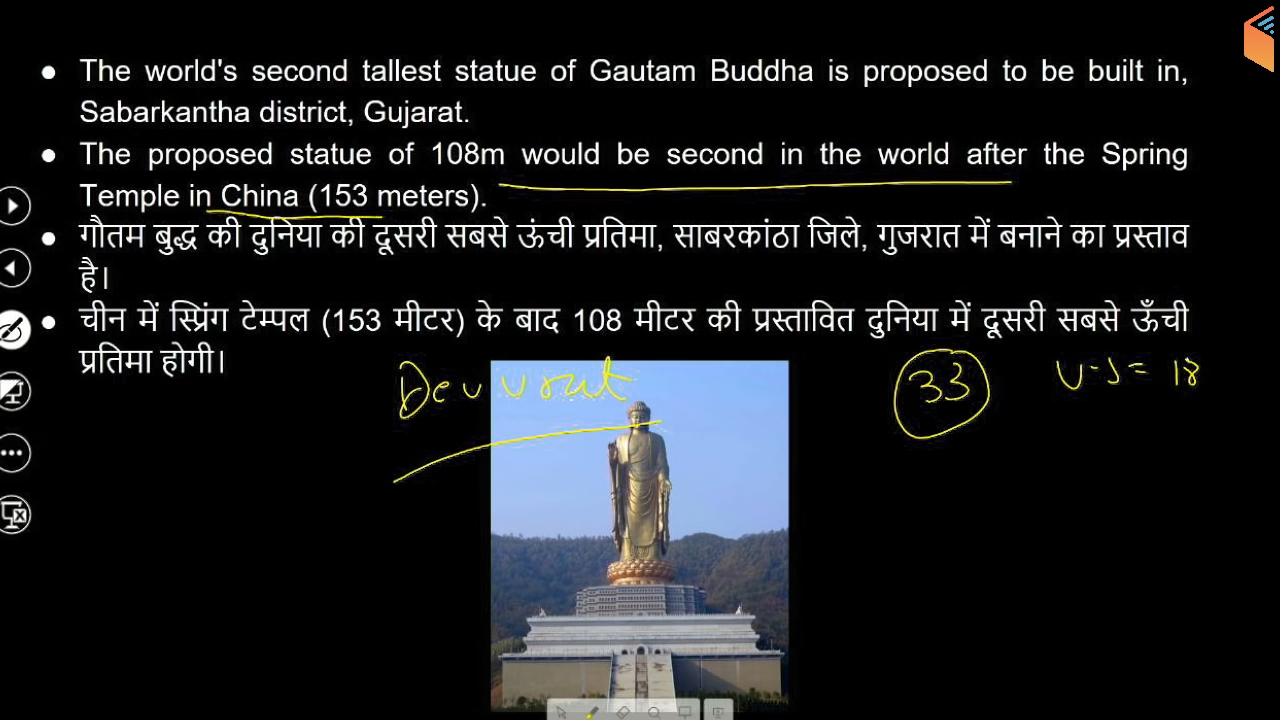 The world's second tallest statue of Gautam Buddha is proposed to be built in,
Sabarkantha district, Gujarat.
The proposed statue of 108m would be second in the world after the Spring
Temple in China (153 meters).
गौतम बुद्ध की दुनिया की दूसरी सबसे ऊंची प्रतिमा, साबरकांठा जिले, गुजरात में बनाने का प्रस्ताव
है।
चीन में स्प्रिंग टेम्पल (153 मीटर) के बाद 108 मीटर की प्रस्तावित दुनिया में दूसरी सबसे ऊँची
प्रतिमा होगी।
Devvrat
33
= 18